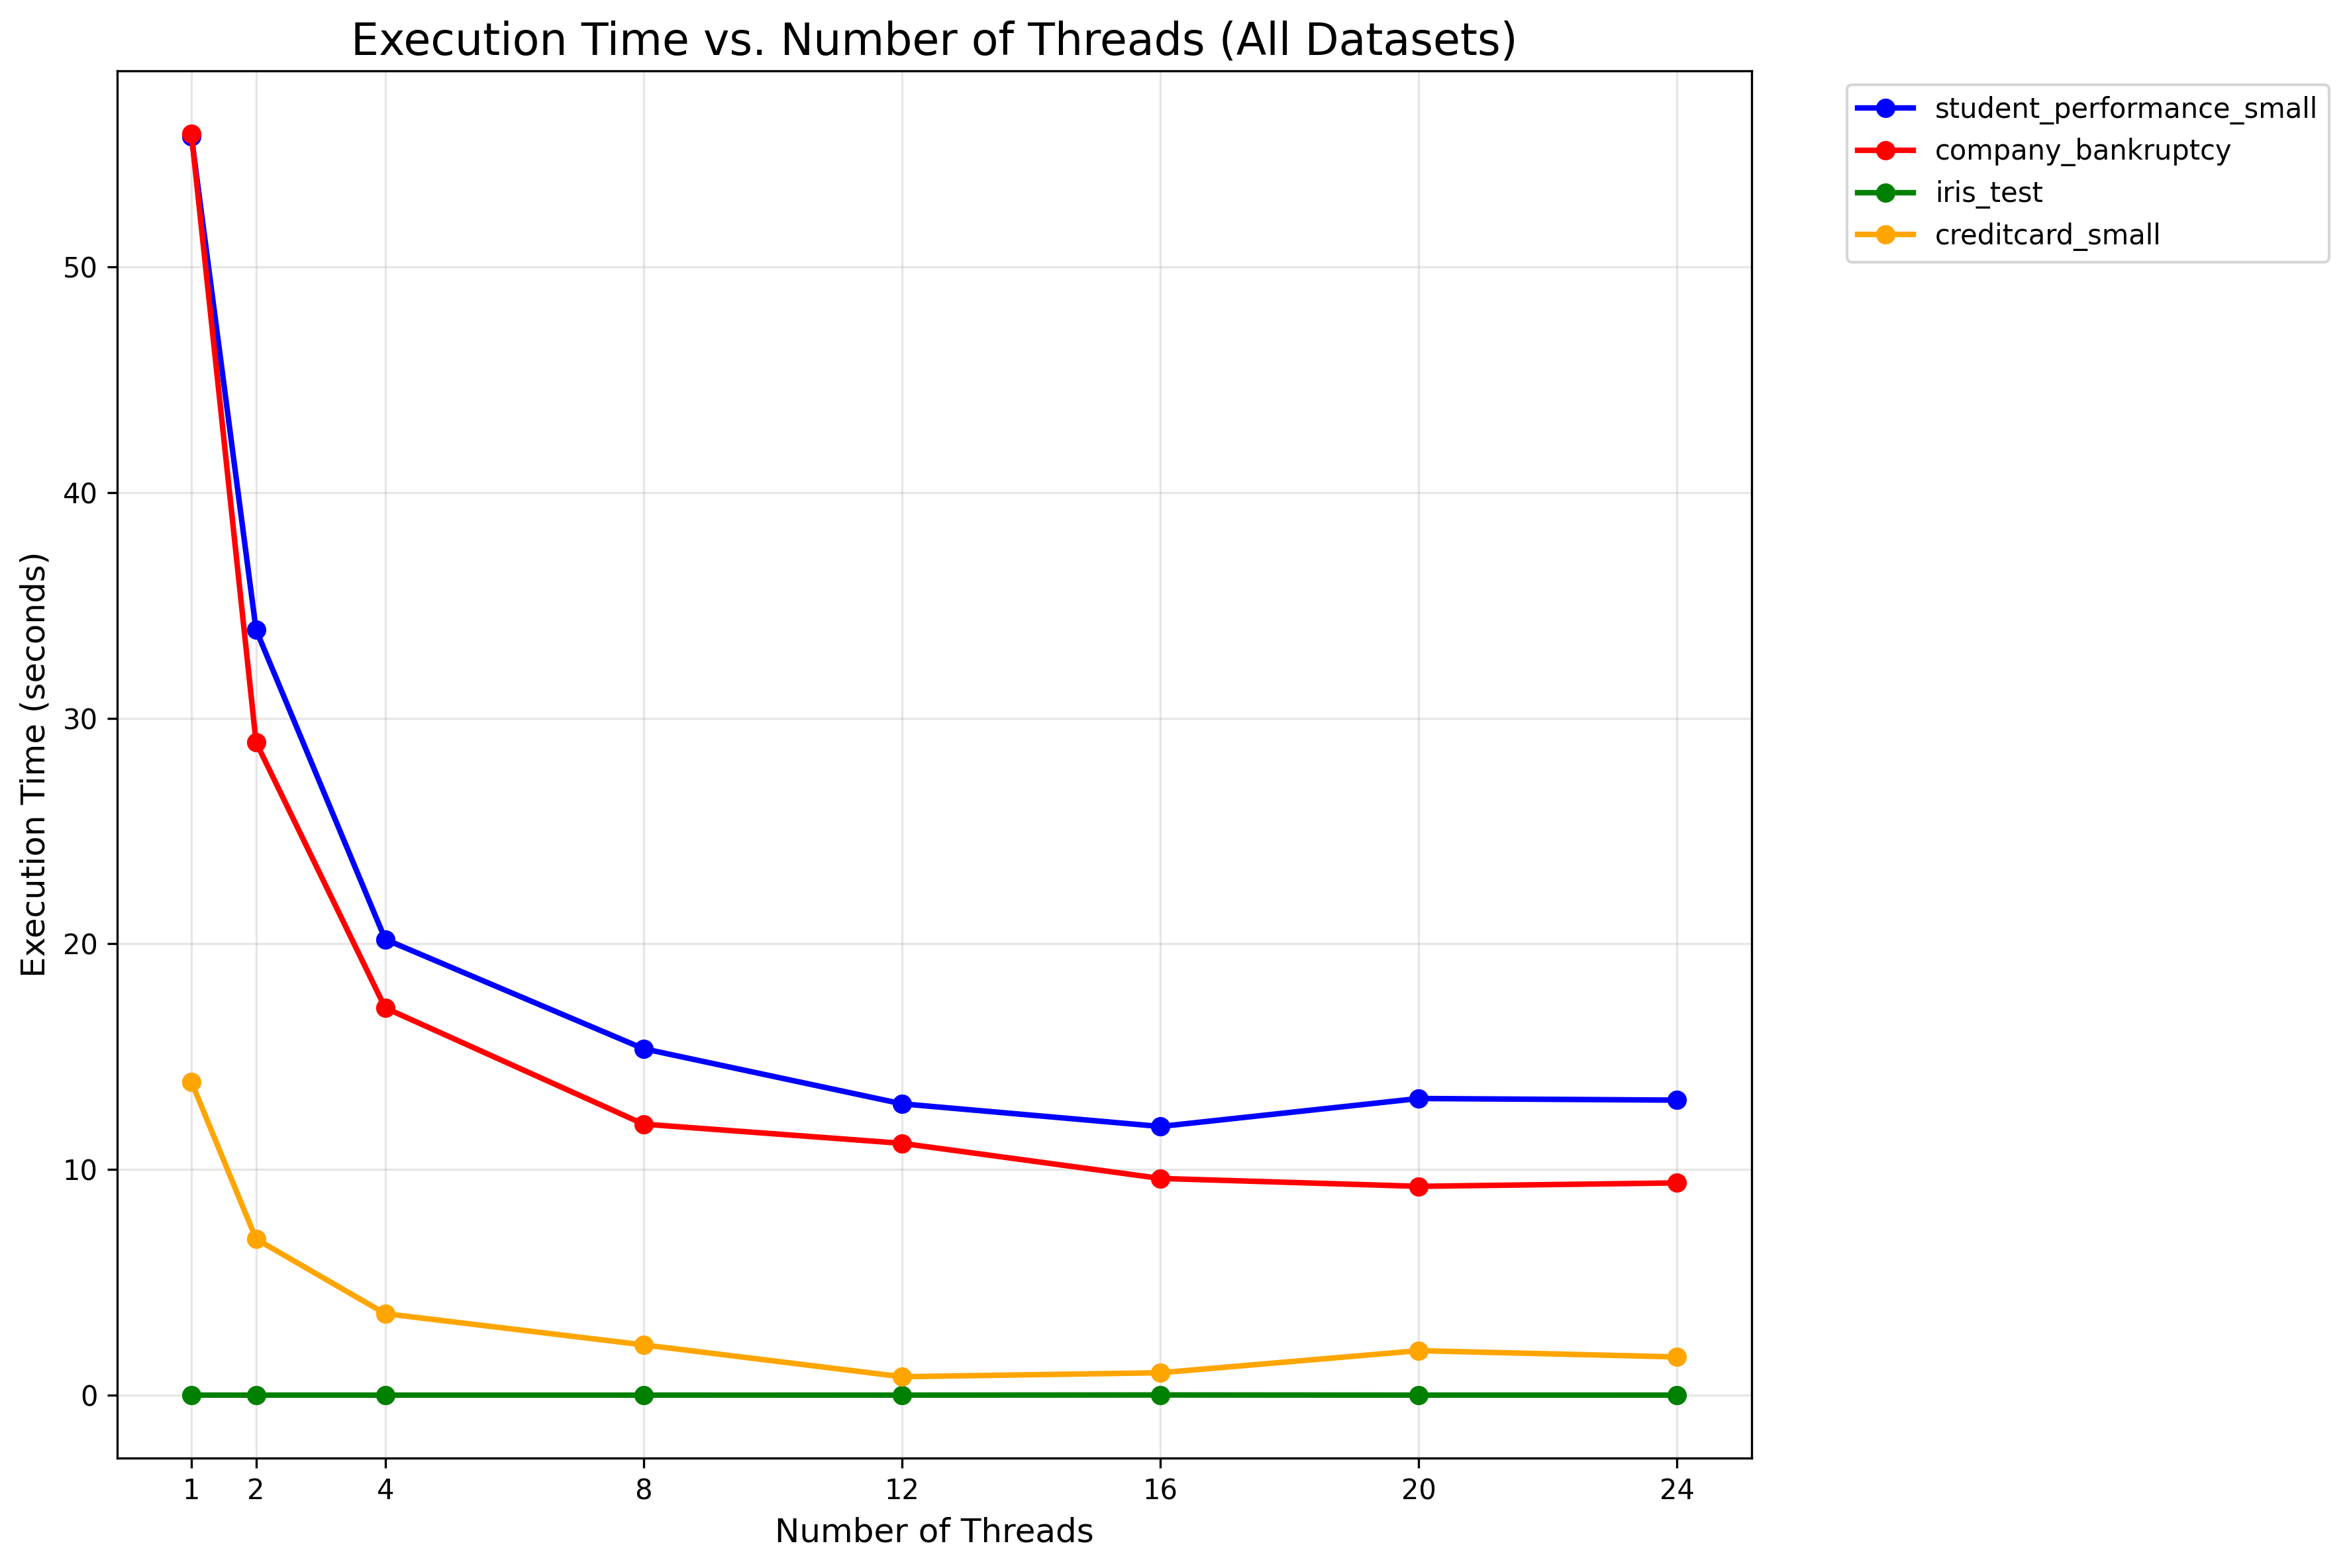 Execution Time vs. Number of Threads (All Datasets)
student_performance_small
company_bankruptcy
iris_test
creditcard_small
Execution Time (seconds)
50
40
30
20
10
0
1 2 4 8 12 16 20 24
Number of Threads